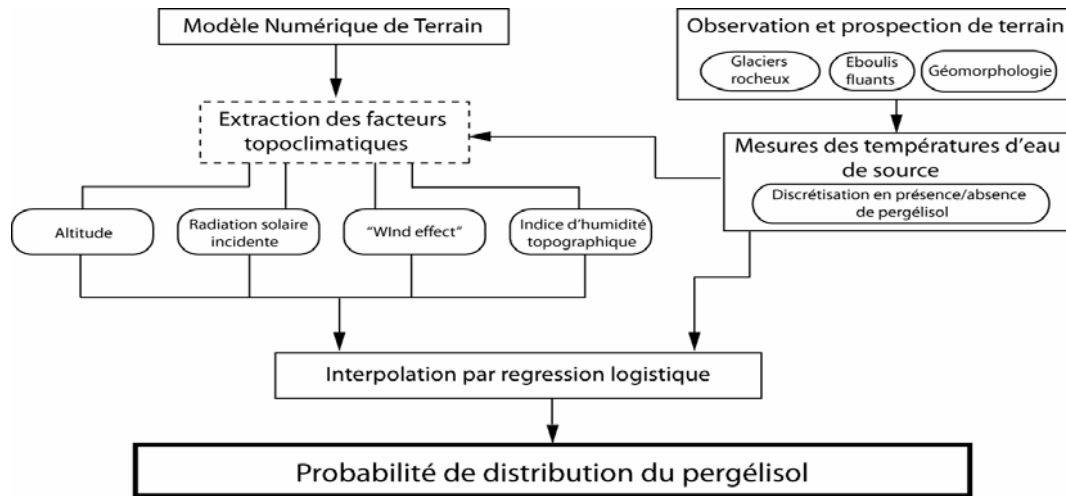 Modèle Numérique de Terrain
Observation et prospection de terrain
Glaciers
rocheux
Eboulis
fluants
Géomorphologie
Extraction des facteurs
topoclimatiques
Mesures des températures d'eau
de source
Discrétisation en présence/absence
de pergélisol
Altitude
Radiation solaire
incidente
"WInd effect"
Indice d'humidité
topographique
Interpolation par regression logistique
Probabilité de distribution du pergélisol